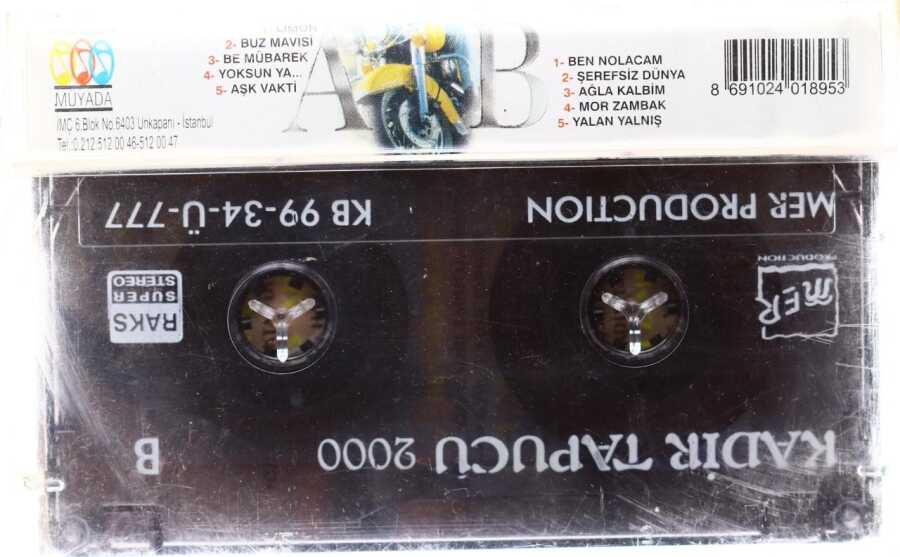 2- BUZ MAVİSİ
3- BE MÜBAREK
4- YOKSUN YA...
5- AŞK VAKTİ
A
B
1- BEN NOLACAM
2- ŞEREFSİZ DÜNYA
3- AĞLA KALBİM
4- MOR ZAMBAK
5- YALAN YALNIŞ
8 691024 018953
MUYADA
IMC 6.Blok No.6403 Unkapanı - İstanbul
Tel.:0.212.512 00 46-512 00 47
KADİR TAPUCU 2000
B
MER
PRODUCTION
RAKS
SUPER
STEREO
MER PRODUCTION
KB 99-34-Ü-777